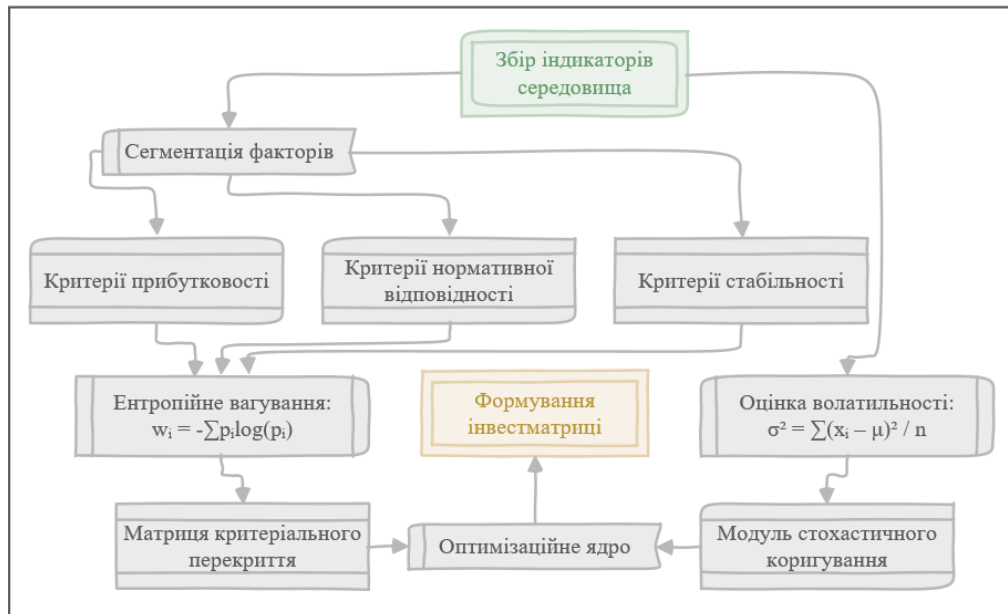 Збір індикаторів
середовища
Сегментація факторів
Критерії прибутковості
Критерії нормативної
відповідності
Критерії стабільності
Ентропійне вагування:
wᵢ = -∑pᵢlog(pᵢ)
Формування
інвестматриці
Оцінка волатильності:
σ² = ∑(xᵢ – μ)² / n
Матриця критеріального
перекриття
Оптимізаційне ядро
Модуль стохастичного
коригування